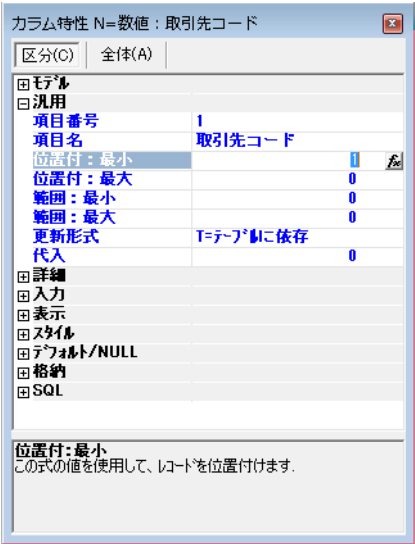 カラム特性 N=数値：取引先コード
区分(C) 全体(A)
ﾓﾃﾞﾙ
汎用
項目番号 1
項目名 取引先コード
位置付：最小 1
位置付：最大 0
範囲：最小 0
範囲：最大 0
更新形式 T=ﾃｰﾌﾞﾙに依存
代入 0
詳細
入力
表示
ｽﾀｲﾙ
ﾃﾞﾌｫﾙﾄ/NULL
格納
SQL
位置付:最小
この式の値を使用して、ﾚｺｰﾄﾞを位置付けます.